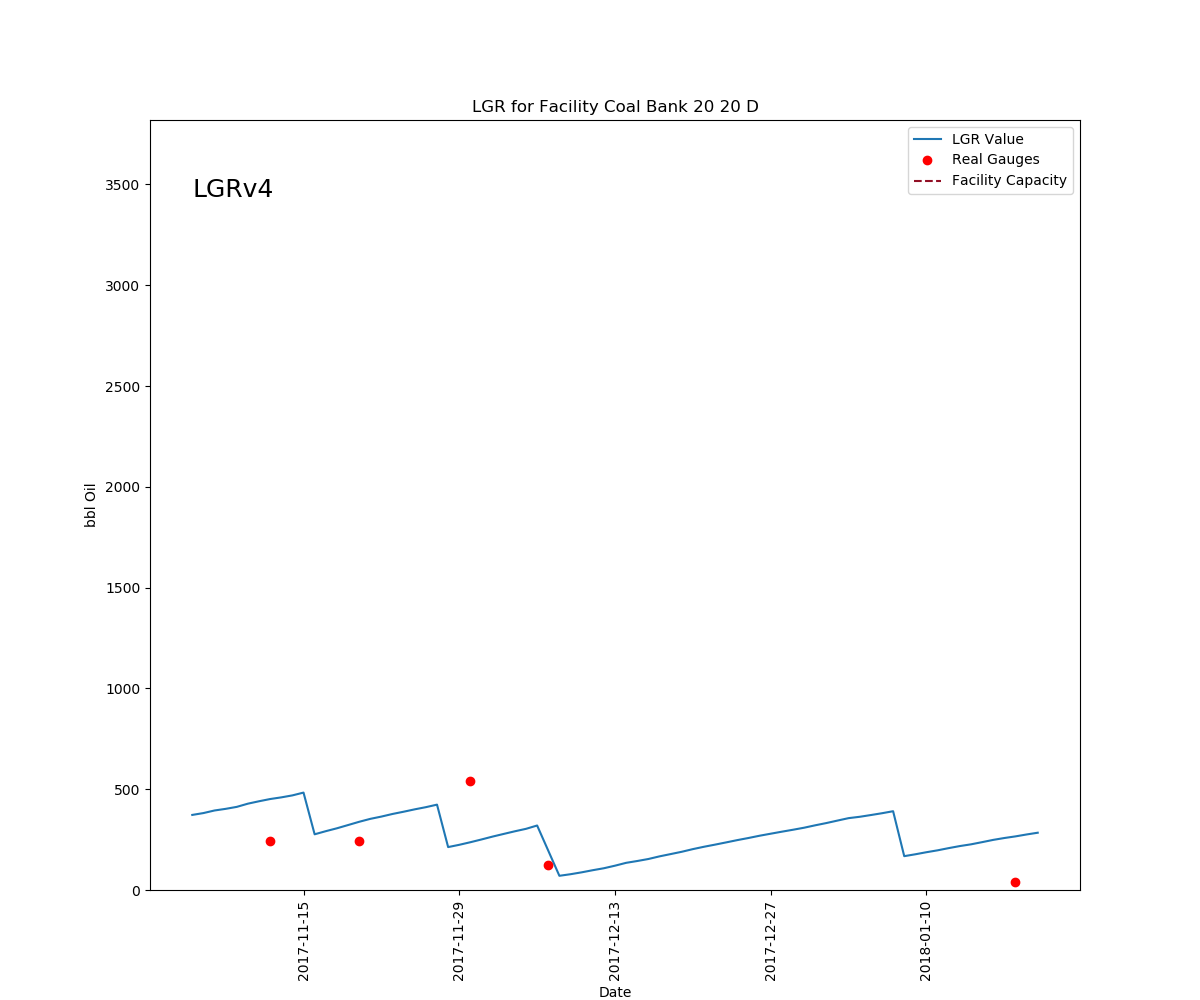 LGR for Facility Coal Bank 20 20 D
LGR Value
Real Gauges
Facility Capacity
LGRv4
3500
3000
2500
2000
1500
1000
500
0
bbl Oil
2017-11-15
2017-11-29
2017-12-13
2017-12-27
2018-01-10
Date